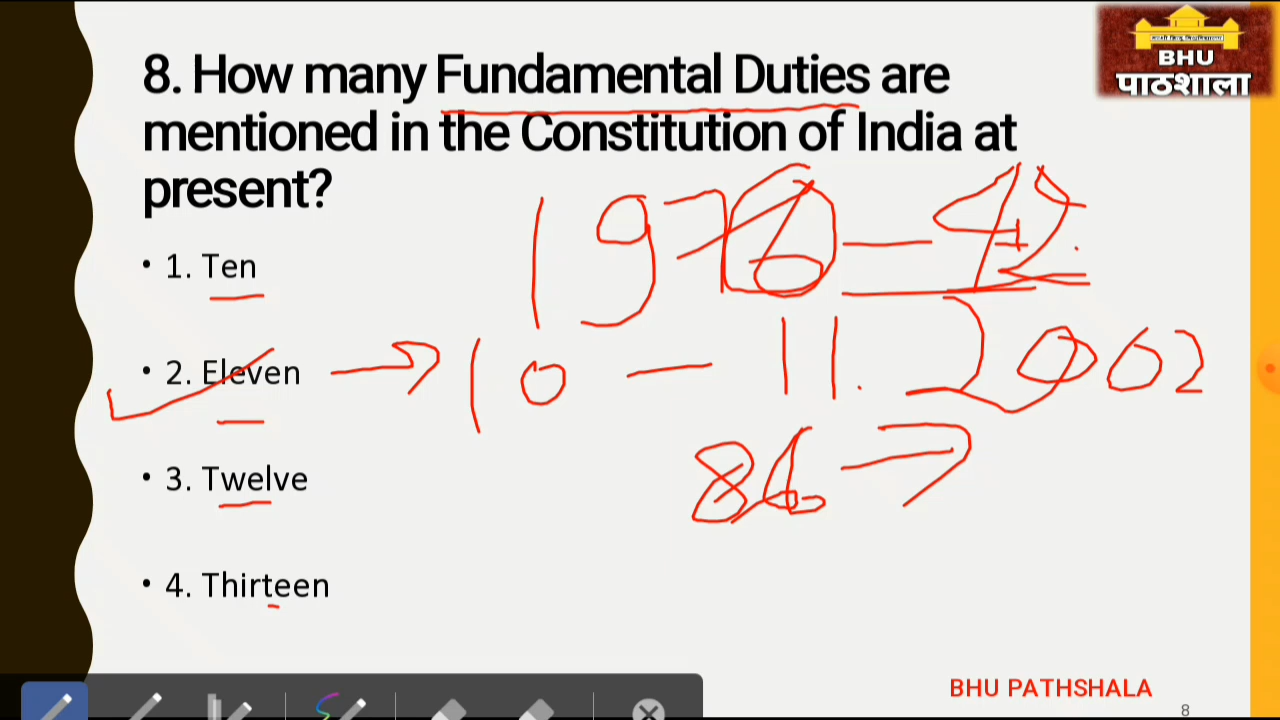 8. How many Fundamental Duties are
mentioned in the Constitution of India at
present?
BHU
पाठशाला
• 1. Ten
1976 — 42.
• 2. Eleven → 10 — 11. 2002
86 →
• 3. Twelve
• 4. Thirteen
BHU PATHSHALA
8